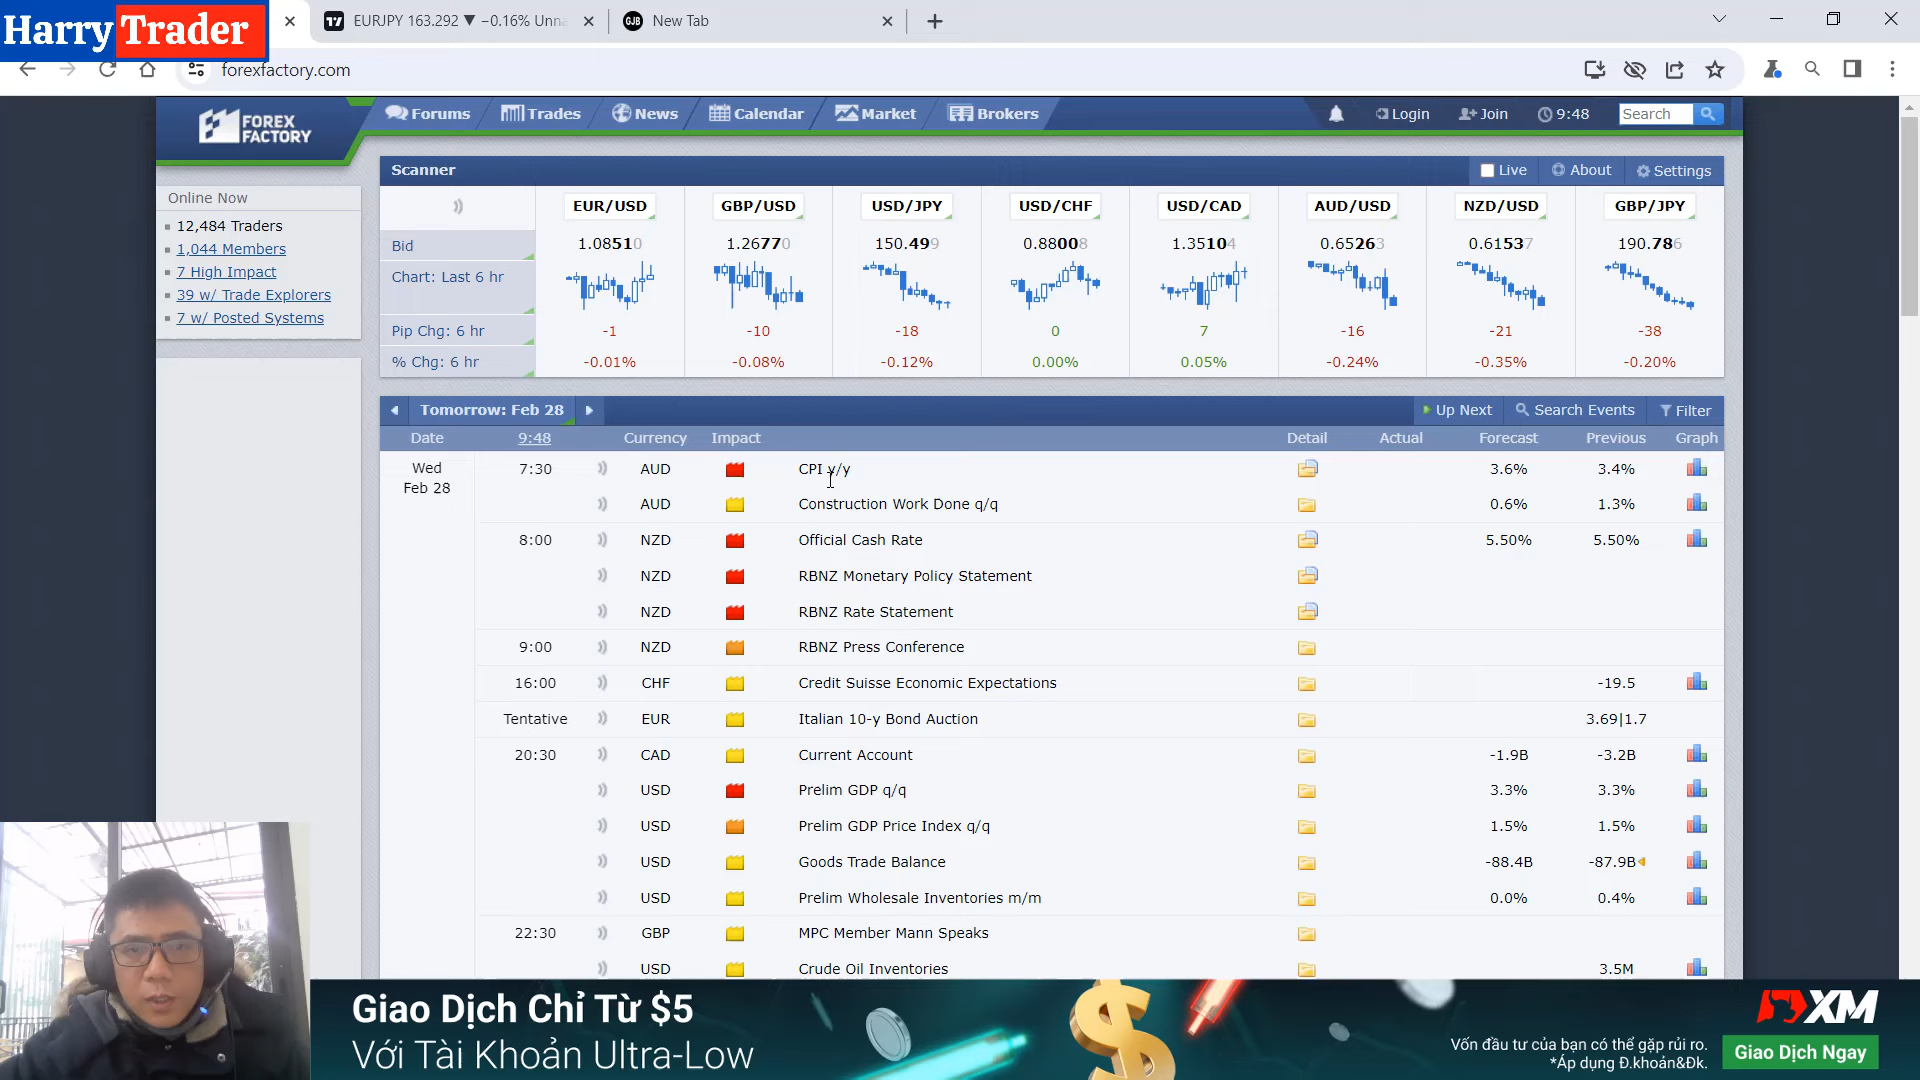 Harry Trader
EURJPY 163.292 ▼ −0.16% Unna
New Tab
forexfactory.com
FOREX FACTORY
Forums
Trades
News
Calendar
Market
Brokers
Login
Join
9:48
Search
Online Now
12,484 Traders
1,044 Members
7 High Impact
39 w/ Trade Explorers
7 w/ Posted Systems
Scanner
Live
About
Settings
EUR/USD GBP/USD USD/JPY USD/CHF USD/CAD AUD/USD NZD/USD GBP/JPY
Bid 1.08510 1.26770 150.499 0.88008 1.35104 0.65263 0.61537 190.786
Chart: Last 6 hr
Pip Chg: 6 hr -1 -10 -18 0 7 -16 -21 -38
% Chg: 6 hr -0.01% -0.08% -0.12% 0.00% 0.05% -0.24% -0.35% -0.20%
Tomorrow: Feb 28
Up Next
Search Events
Filter
Date 9:48 Currency Impact Detail Actual Forecast Previous Graph
Wed
Feb 28
7:30 AUD CPI y/y 3.6% 3.4%
AUD Construction Work Done q/q 0.6% 1.3%
8:00 NZD Official Cash Rate 5.50% 5.50%
NZD RBNZ Monetary Policy Statement
NZD RBNZ Rate Statement
9:00 NZD RBNZ Press Conference
16:00 CHF Credit Suisse Economic Expectations -19.5
Tentative EUR Italian 10-y Bond Auction 3.69|1.7
20:30 CAD Current Account -1.9B -3.2B
USD Prelim GDP q/q 3.3% 3.3%
USD Prelim GDP Price Index q/q 1.5% 1.5%
USD Goods Trade Balance -88.4B -87.9B
USD Prelim Wholesale Inventories m/m 0.0% 0.4%
22:30 GBP MPC Member Mann Speaks
USD Crude Oil Inventories 3.5M
Giao Dịch Chỉ Từ $5
Với Tài Khoản Ultra-Low
XM
Vốn đầu tư của bạn có thể gặp rủi ro.
*Áp dụng Đ.khoản&Đk.
Giao Dịch Ngay